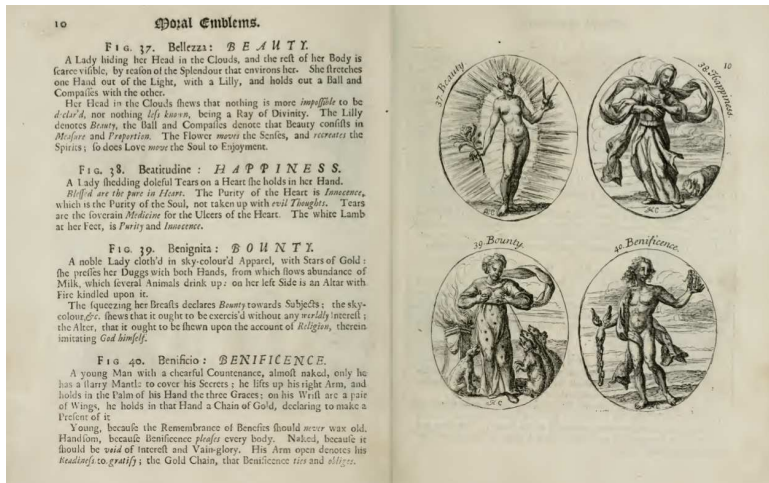 10 Moral Emblems.
FIG. 37. Bellezza: BEAUTY.
A Lady hiding her Head in the Clouds, and the rest of her Body is
scarce visible, by reason of the Splendour that environs her. She stretches
one Hand out of the Light, with a Lilly, and holds out a Ball and
Compasses with the other.
Her Head in the Clouds shews that nothing is more impossible to be
declar'd, nor nothing less known, being a Ray of Divinity. The Lilly
denotes Beauty, the Ball and Compasses denote that Beauty consists in
Measure and Proportion. The Flower moves the Senses, and recreates the
Spirits; so does Love move the Soul to Enjoyment.
FIG. 38. Beatitudine: HAPPINESS.
A Lady shedding doleful Tears on a Heart she holds in her Hand.
Blessed are the pure in Heart. The Purity of the Heart is Innocence,
which is the Purity of the Soul, not taken up with evil Thoughts. Tears
are the soverain Medicine for the Ulcers of the Heart. The white Lamb
at her Feet, is Purity and Innocence.
FIG. 39. Benignita: BOUNTY.
A noble Lady cloth'd in sky-colour'd Apparel, with Stars of Gold:
she presses her Duggs with both Hands, from which flows abundance of
Milk, which several Animals drink up: on her left Side is an Altar with
Fire kindled upon it.
The squeezing her Breasts declares Bounty towards Subjects; the sky-
colour, &c. shews that it ought to be exercis'd without any worldly Interest;
the Alter, that it ought to be shewn upon the account of Religion, therein
imitating God himself.
FIG 40. Benificio: BENIFICENCE.
A young Man with a chearful Countenance, almost naked, only he
has a starry Mantle to cover his Secrets; he lifts up his right Arm, and
holds in the Palm of his Hand the three Graces; on his Wrist are a pair
of Wings, he holds in that Hand a Chain of Gold, declaring to make a
Present of it
Young, because the Remembrance of Benefits should never wax old.
Handsom, because Benificence pleases every body. Naked, because it
should be void of Interest and Vain-glory. His Arm open denotes his
Readiness to gratify; the Gold Chain, that Benificence ties and obliges.
10
37. Beauty
38. Happiness.
39. Bounty.
40. Benificence.